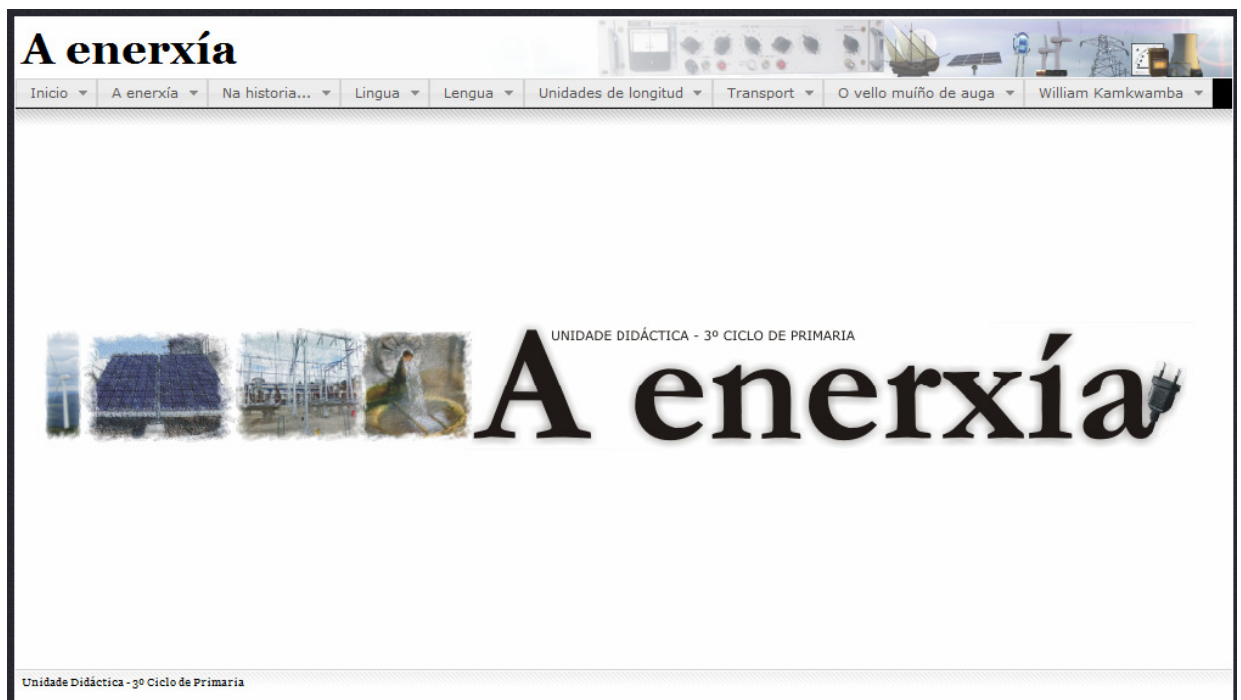 A enerxía
Inicio A enerxía Na historia... Lingua Lengua Unidades de longitud Transport O vello muíño de auga William Kamkwamba
UNIDADE DIDÁCTICA - 3º CICLO DE PRIMARIA
A enerxía
Unidade Didáctica - 3º Ciclo de Primaria